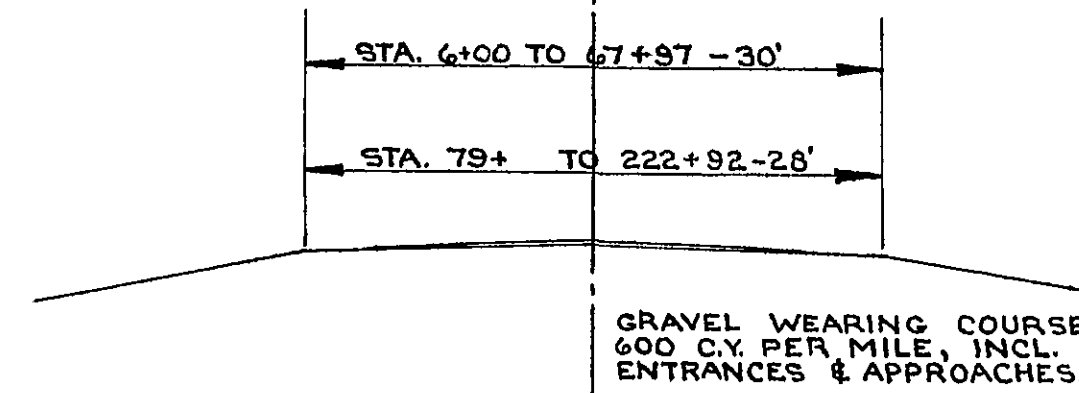 STA. 6+00 TO 67+97 - 30'
STA. 79+ TO 222+92-28'
GRAVEL WEARING COURSE
600 C.Y. PER MILE, INCL.
ENTRANCES & APPROACHES